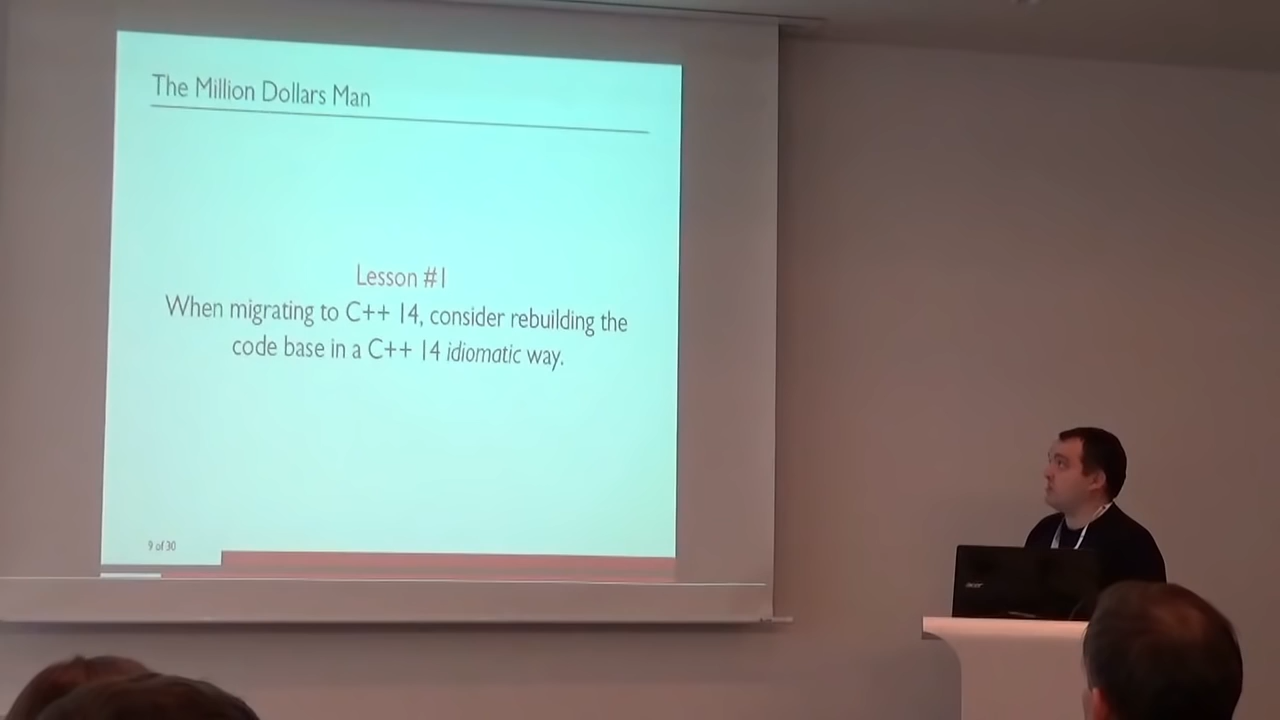 The Million Dollars Man
Lesson #1
When migrating to C++ 14, consider rebuilding the
code base in a C++ 14 idiomatic way.
9 of 30
acer